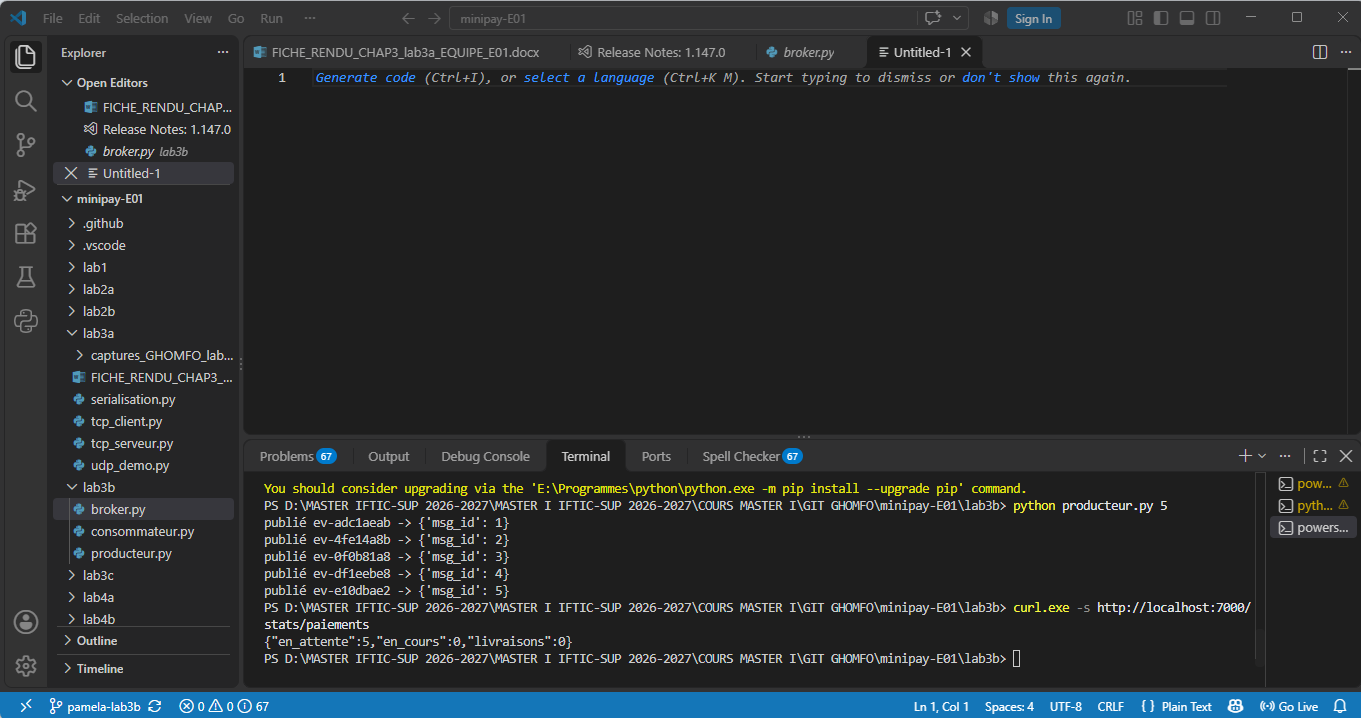 File Edit Selection View Go Run ··· minipay-E01 Sign In
Explorer ···
FICHE_RENDU_CHAP3_lab3a_EQUIPE_E01.docx Release Notes: 1.147.0 broker.py Untitled-1
Open Editors
FICHE_RENDU_CHAP...
Release Notes: 1.147.0
broker.py lab3b
Untitled-1
minipay-E01
.github
.vscode
lab1
lab2a
lab2b
lab3a
captures_GHOMFO_lab...
FICHE_RENDU_CHAP3_...
serialisation.py
tcp_client.py
tcp_serveur.py
udp_demo.py
lab3b
broker.py
consommateur.py
producteur.py
lab3c
lab4a
lab4b
Outline
Timeline
1 Generate code (Ctrl+I), or select a language (Ctrl+K M). Start typing to dismiss or don't show this again.
Problems 67 Output Debug Console Terminal Ports Spell Checker 67
You should consider upgrading via the 'E:\Programmes\python\python.exe -m pip install --upgrade pip' command.
PS D:\MASTER IFTIC-SUP 2026-2027\MASTER I IFTIC-SUP 2026-2027\COURS MASTER I\GIT GHOMFO\minipay-E01\lab3b> python producteur.py 5
publié ev-adc1aeab -> {'msg_id': 1}
publié ev-4fe14a8b -> {'msg_id': 2}
publié ev-0f0b81a8 -> {'msg_id': 3}
publié ev-df1eebe8 -> {'msg_id': 4}
publié ev-e10dbae2 -> {'msg_id': 5}
PS D:\MASTER IFTIC-SUP 2026-2027\MASTER I IFTIC-SUP 2026-2027\COURS MASTER I\GIT GHOMFO\minipay-E01\lab3b> curl.exe -s http://localhost:7000/
stats/paiements
{"en_attente":5,"en_cours":0,"livraisons":0}
PS D:\MASTER IFTIC-SUP 2026-2027\MASTER I IFTIC-SUP 2026-2027\COURS MASTER I\GIT GHOMFO\minipay-E01\lab3b>
pow...
pyth...
powers...
pamela-lab3b 0 0 67 Ln 1, Col 1 Spaces: 4 UTF-8 CRLF { } Plain Text Go Live